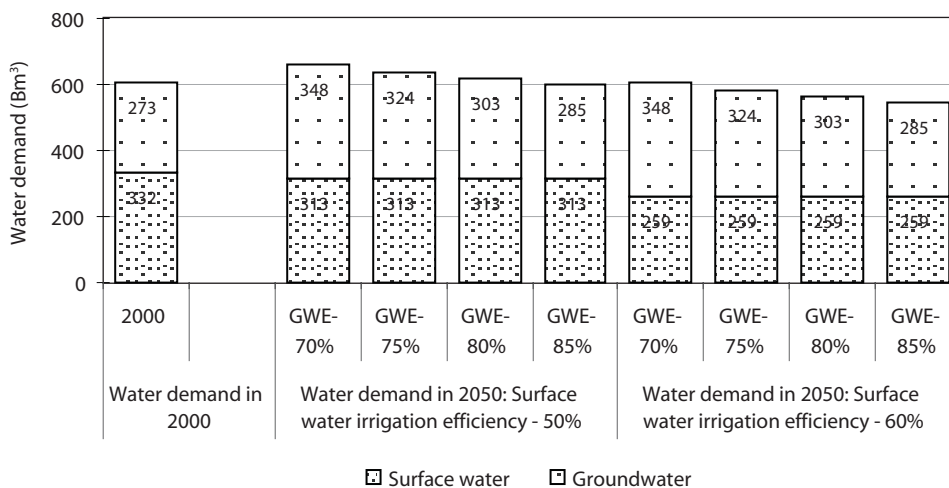 Water demand (Bm³)
800
600
400
200
0
273
332
348
313
324
313
303
313
285
313
348
259
324
259
303
259
285
259
2000
GWE-
70%
GWE-
75%
GWE-
80%
GWE-
85%
GWE-
70%
GWE-
75%
GWE-
80%
GWE-
85%
Water demand in
2000
Water demand in 2050: Surface
water irrigation efficiency - 50%
Water demand in 2050: Surface
water irrigation efficiency - 60%
Surface water
Groundwater